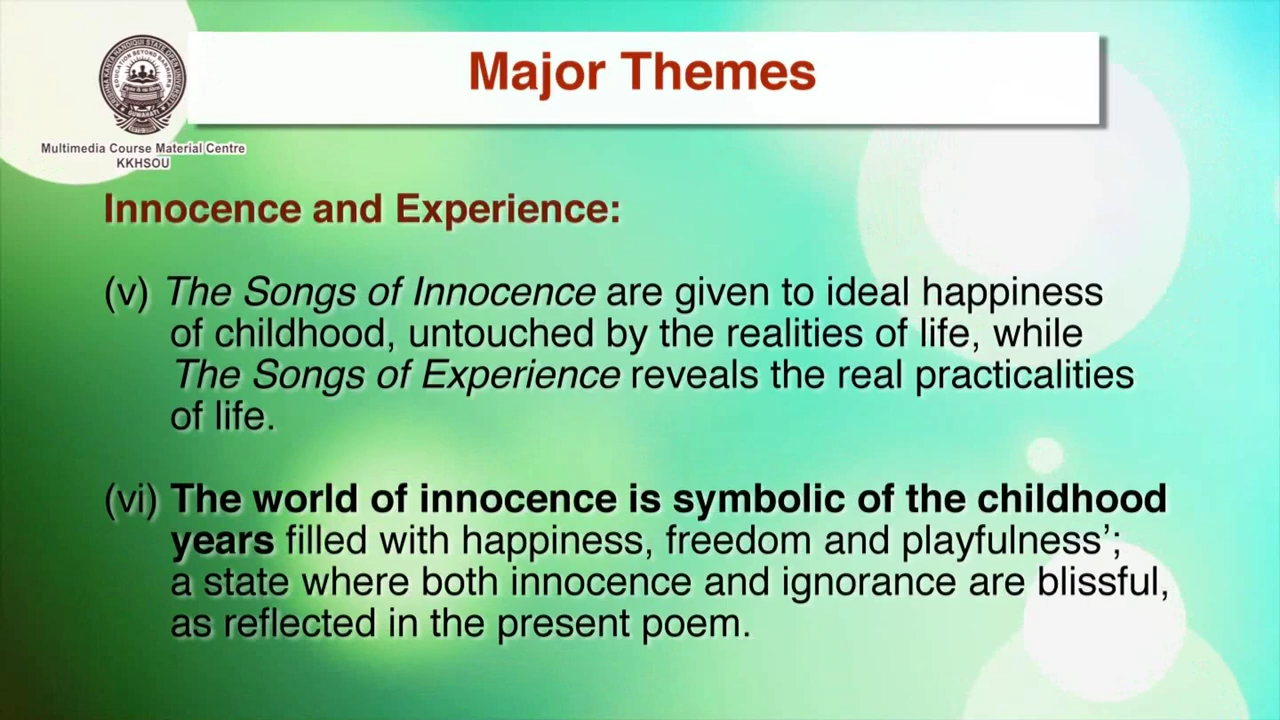 Major Themes
Multimedia Course Material Centre
KKHSOU
Innocence and Experience:
(v) The Songs of Innocence are given to ideal happiness
of childhood, untouched by the realities of life, while
The Songs of Experience reveals the real practicalities
of life.
(vi) The world of innocence is symbolic of the childhood
years filled with happiness, freedom and playfulness’;
a state where both innocence and ignorance are blissful,
as reflected in the present poem.